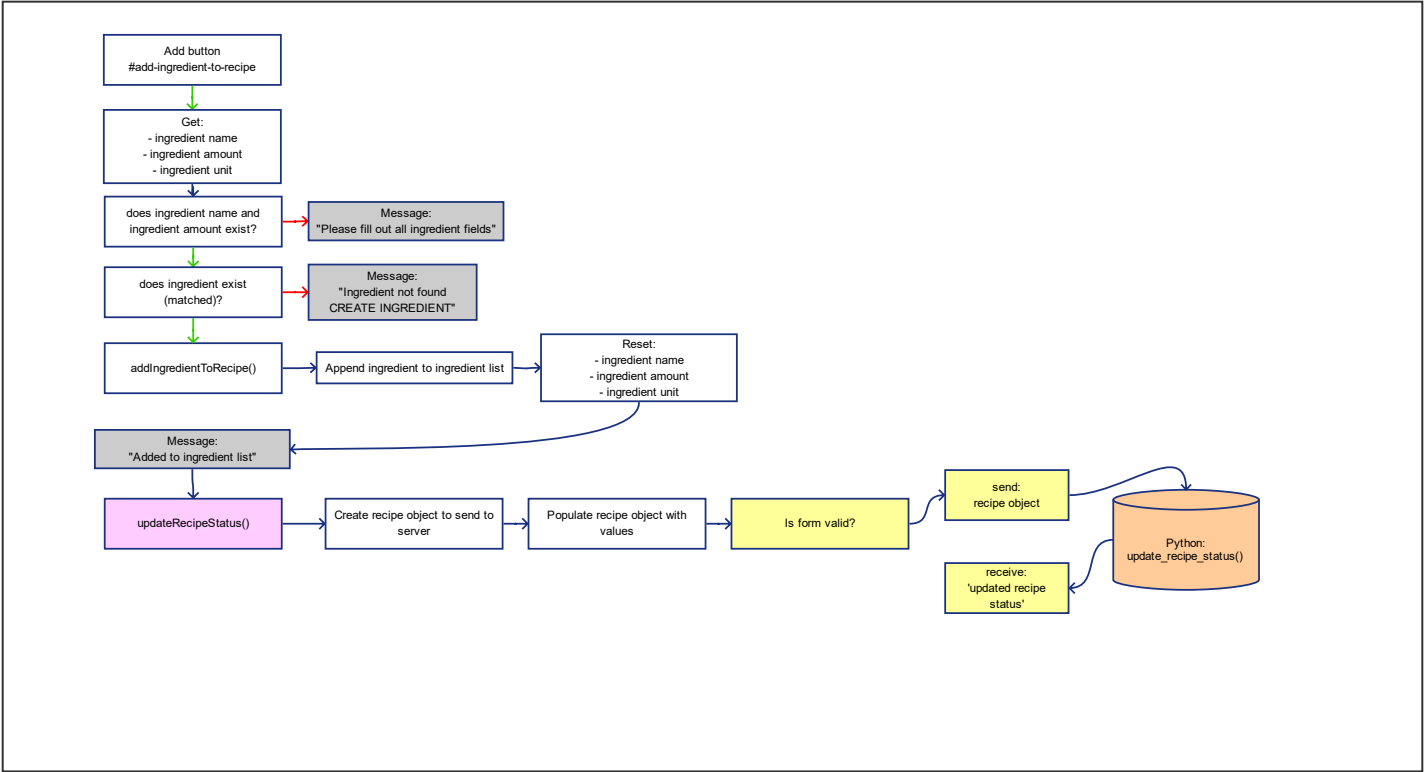 Add button
#add-ingredient-to-recipe
Get:
- ingredient name
- ingredient amount
- ingredient unit
does ingredient name and
ingredient amount exist?
Message:
"Please fill out all ingredient fields"
does ingredient exist
(matched)?
Message:
"Ingredient not found
CREATE INGREDIENT"
addIngredientToRecipe()
Append ingredient to ingredient list
Reset:
- ingredient name
- ingredient amount
- ingredient unit
Message:
"Added to ingredient list"
updateRecipeStatus()
Create recipe object to send to
server
Populate recipe object with
values
Is form valid?
send:
recipe object
Python:
update_recipe_status()
receive:
'updated recipe
status'